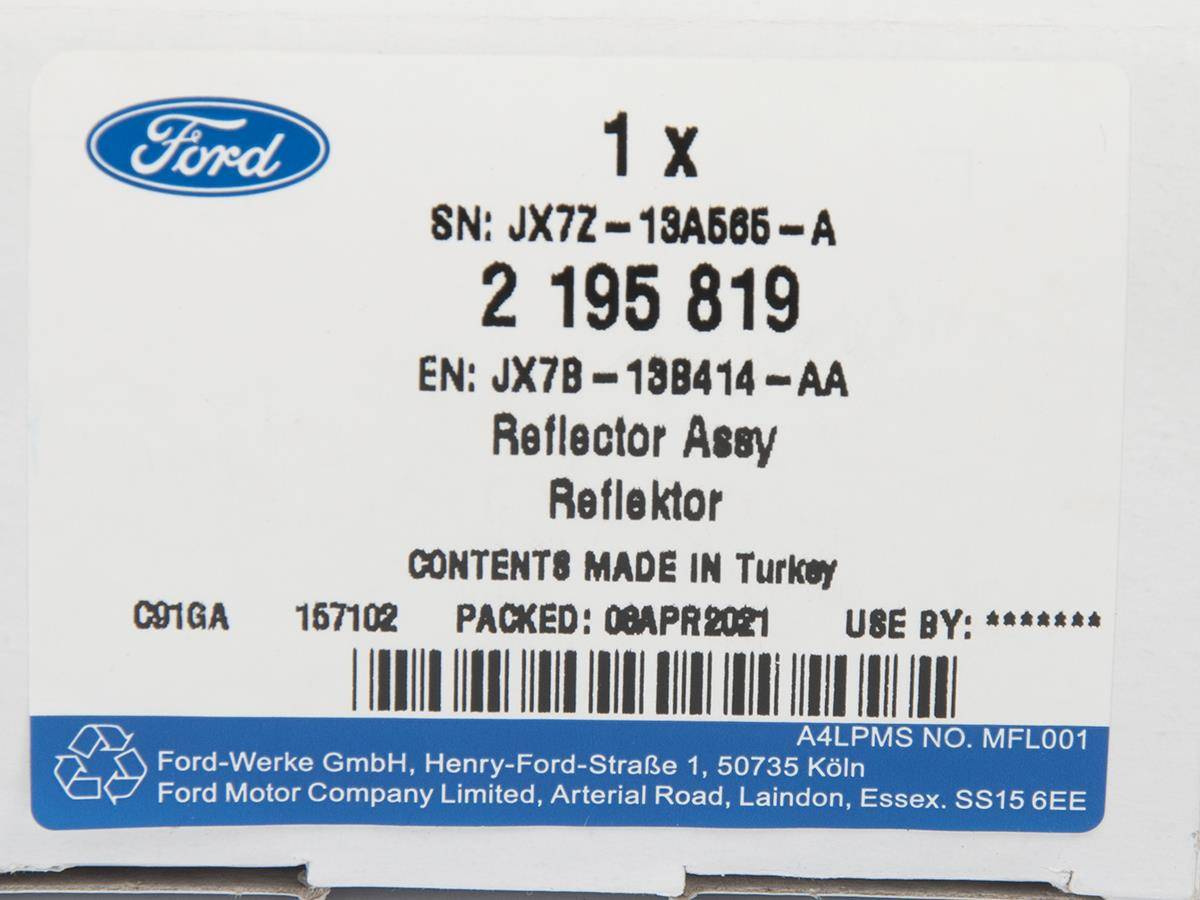 Ford
1 x
SN: JX7Z-13A565-A
2 195 819
EN: JX7B-13B414-AA
Reflector Assy
Reflektor
CONTENTS MADE IN Turkey
C91GA 157102 PACKED: 08APR2021 USE BY: *******
A4LPMS NO. MFL001
Ford-Werke GmbH, Henry-Ford-Straße 1, 50735 Köln
Ford Motor Company Limited, Arterial Road, Laindon, Essex. SS15 6EE